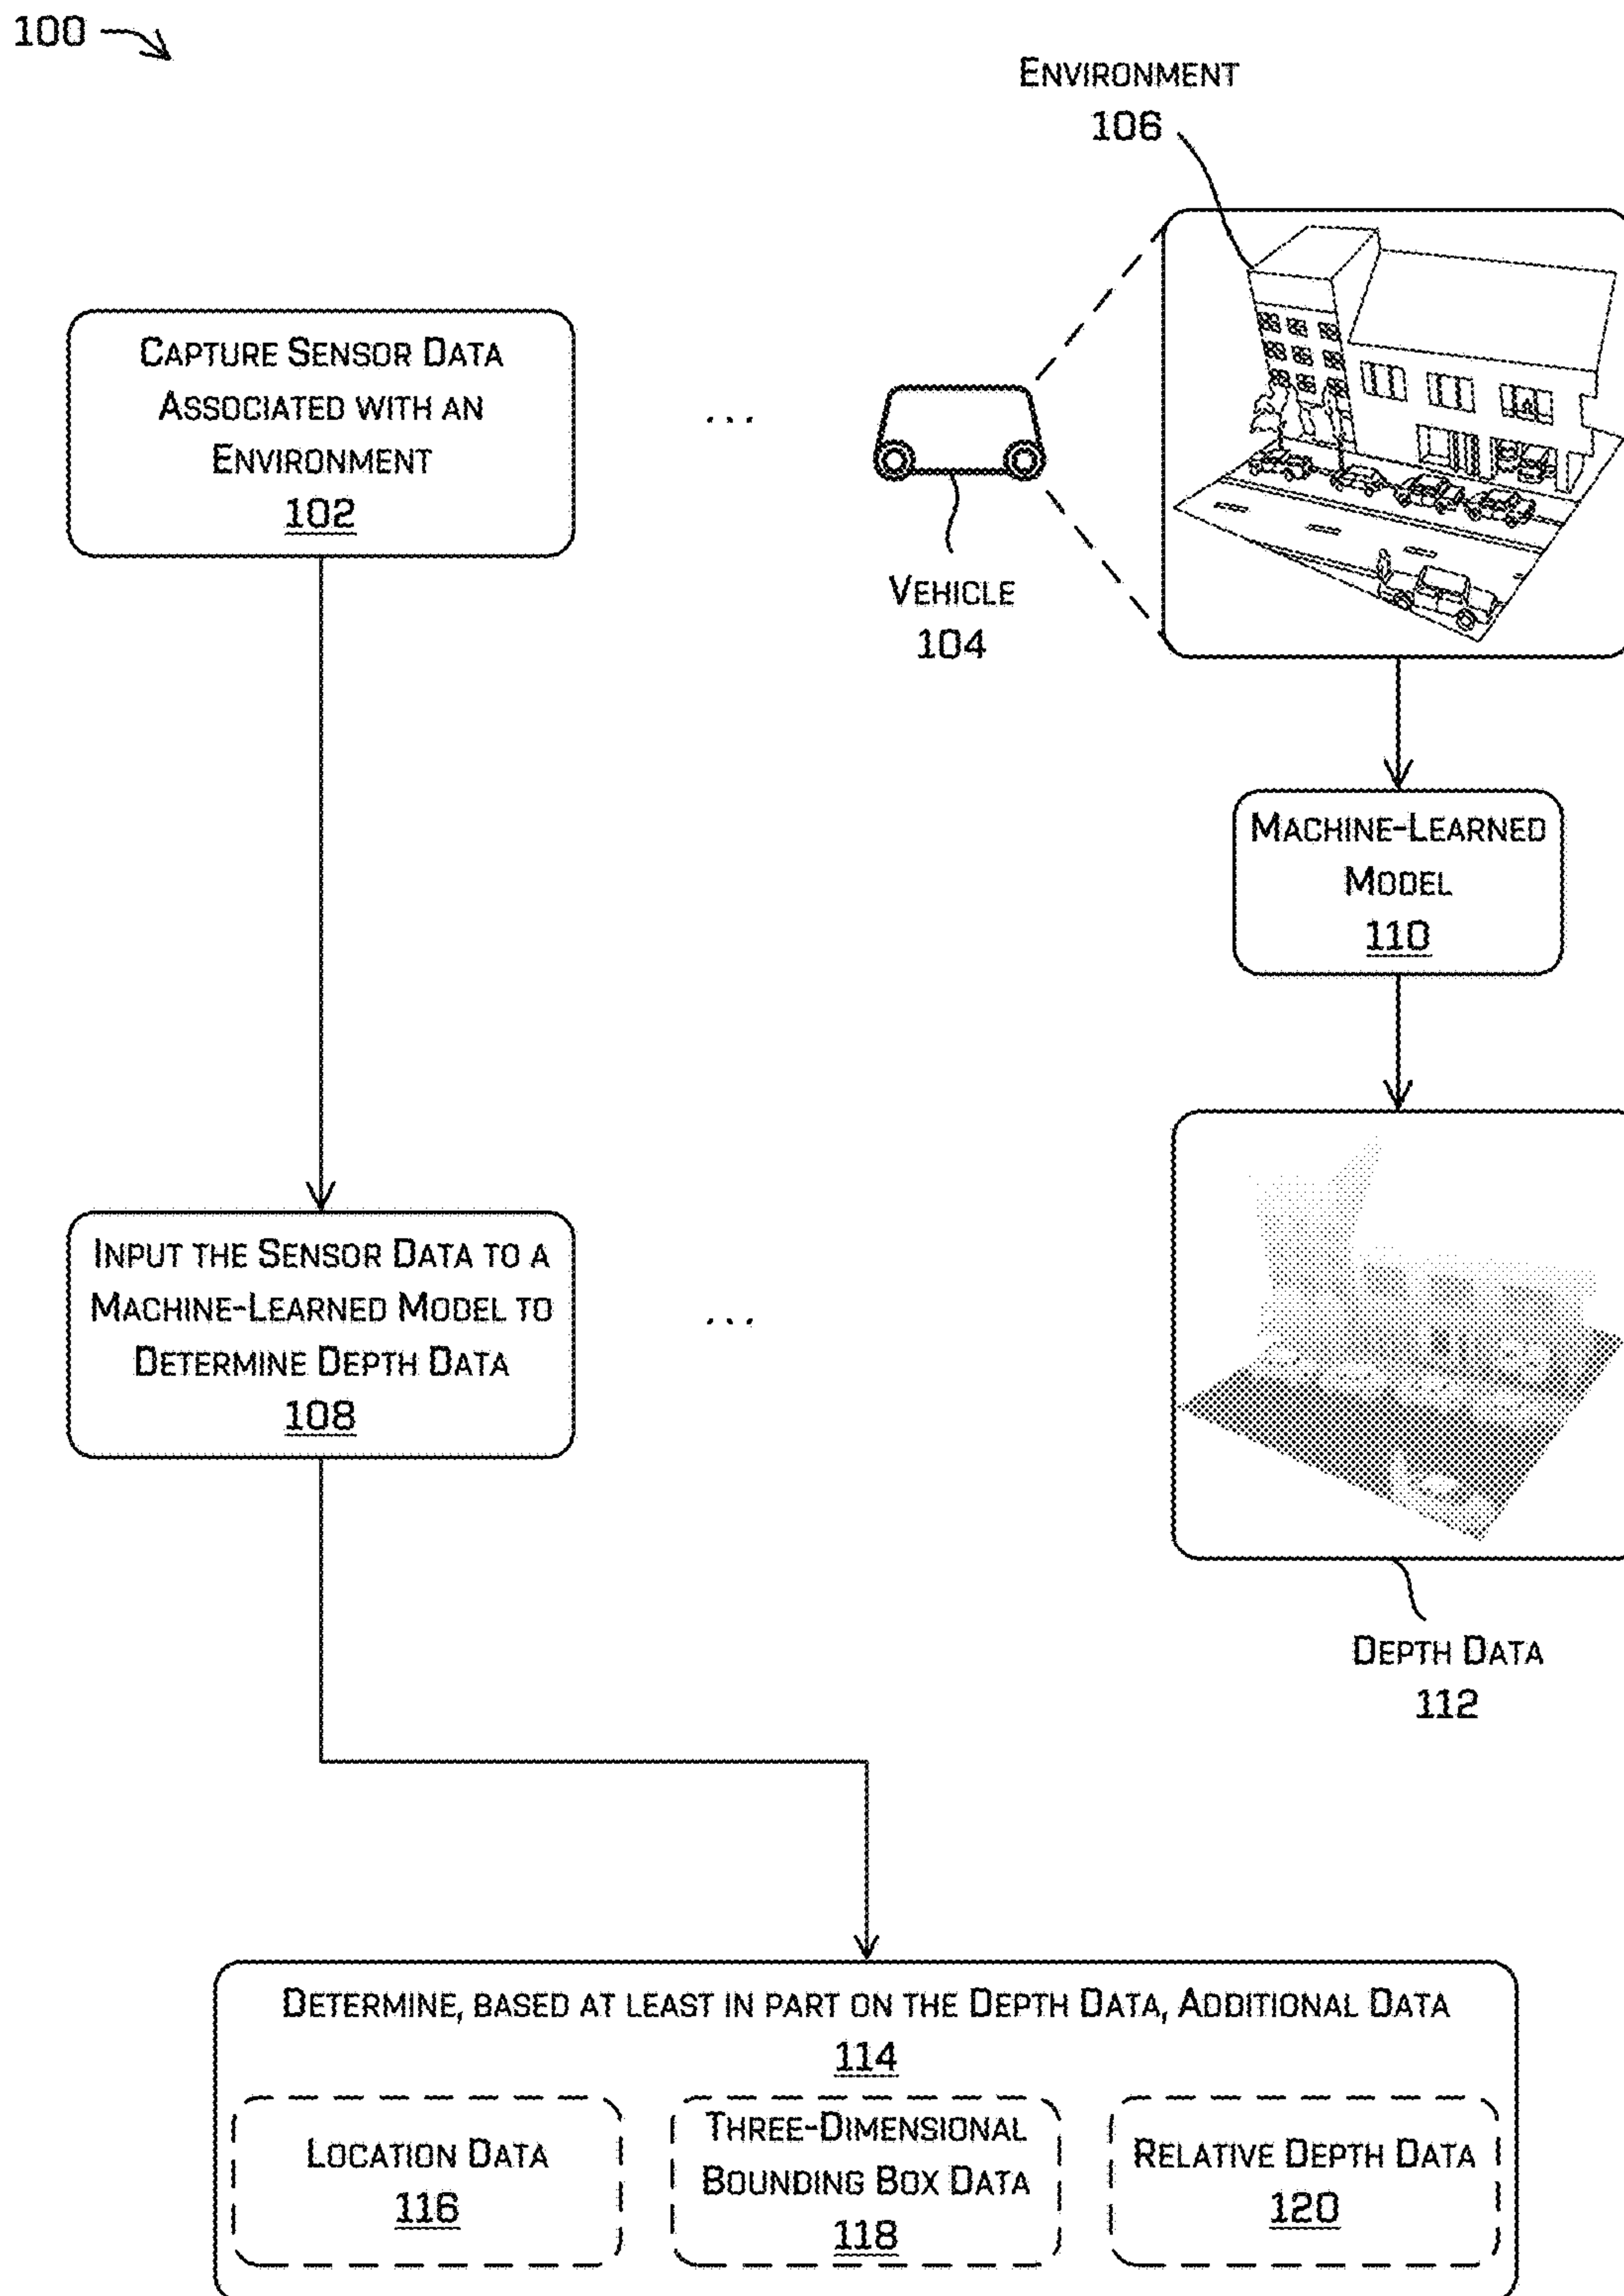 100
ENVIRONMENT
106
CAPTURE SENSOR DATA
ASSOCIATED WITH AN
ENVIRONMENT
102
...
VEHICLE
104
MACHINE-LEARNED
MODEL
110
INPUT THE SENSOR DATA TO A
MACHINE-LEARNED MODEL TO
DETERMINE DEPTH DATA
108
...
DEPTH DATA
112
DETERMINE, BASED AT LEAST IN PART ON THE DEPTH DATA, ADDITIONAL DATA
114
LOCATION DATA
116
THREE-DIMENSIONAL
BOUNDING BOX DATA
118
RELATIVE DEPTH DATA
120